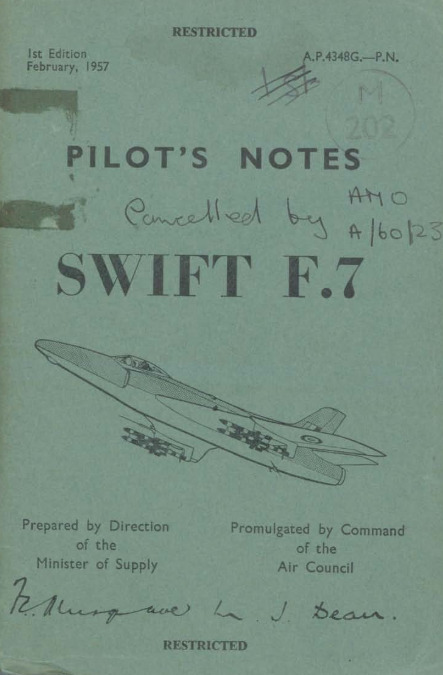 RESTRICTED
1st Edition
February, 1957
A.P.4348G.—P.N.
M
202
PILOT'S NOTES
Cancelled by AMO
A/60/23
SWIFT F.7
Prepared by Direction
of the
Minister of Supply
Promulgated by Command
of the
Air Council
J. Dean.
RESTRICTED